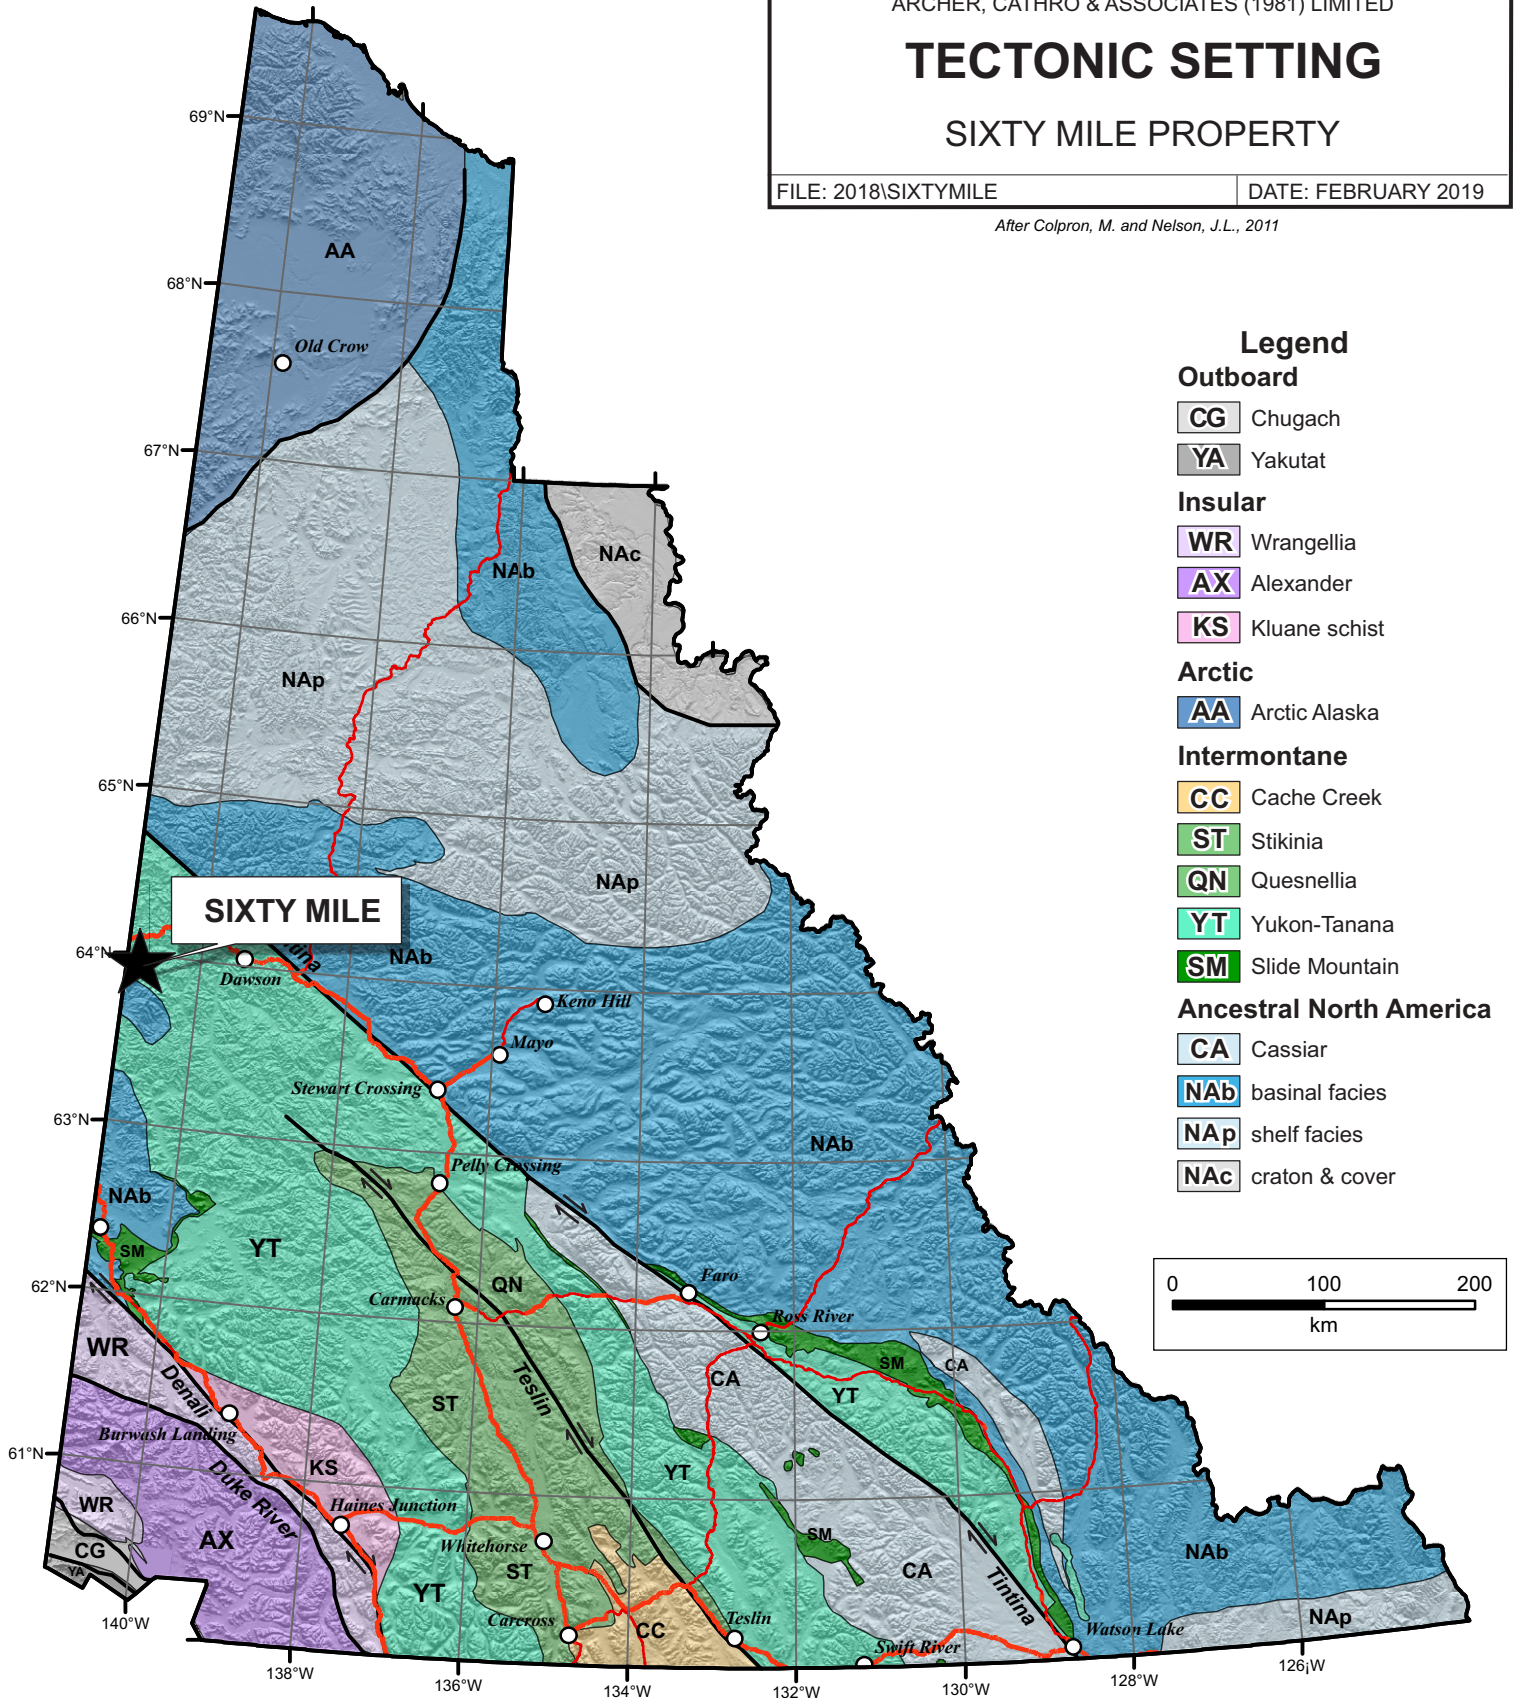 ARCHER, CATHRO & ASSOCIATES (1981) LIMITED
TECTONIC SETTING
SIXTY MILE PROPERTY
FILE: 2018\SIXTYMILE
DATE: FEBRUARY 2019
After Colpron, M. and Nelson, J.L., 2011
Legend
Outboard
CG Chugach
YA Yakutat
Insular
WR Wrangellia
AX Alexander
KS Kluane schist
Arctic
AA Arctic Alaska
Intermontane
CC Cache Creek
ST Stikinia
QN Quesnellia
YT Yukon-Tanana
SM Slide Mountain
Ancestral North America
CA Cassiar
NAb basinal facies
NAp shelf facies
NAc craton & cover
0 100 200
km
69°N
68°N
67°N
66°N
65°N
64°N
63°N
62°N
61°N
140°W
138°W
136°W
134°W
132°W
130°W
128°W
126¡W
AA
Old Crow
NAc
NAb
NAp
NAp
SIXTY MILE
NAb
Dawson
Keno Hill
Mayo
Stewart Crossing
NAb
Pelly Crossing
NAb
SM
YT
QN
Faro
Carmacks
Ross River
WR
Denali
Teslin
SM
CA
CA
YT
ST
Burwash Landing
KS
YT
Duke River
WR
Haines Junction
AX
CG
YA
Whitehorse
ST
SM
CA
NAb
YT
Tintina
Carcross
CC
Teslin
Swift River
Watson Lake
NAp